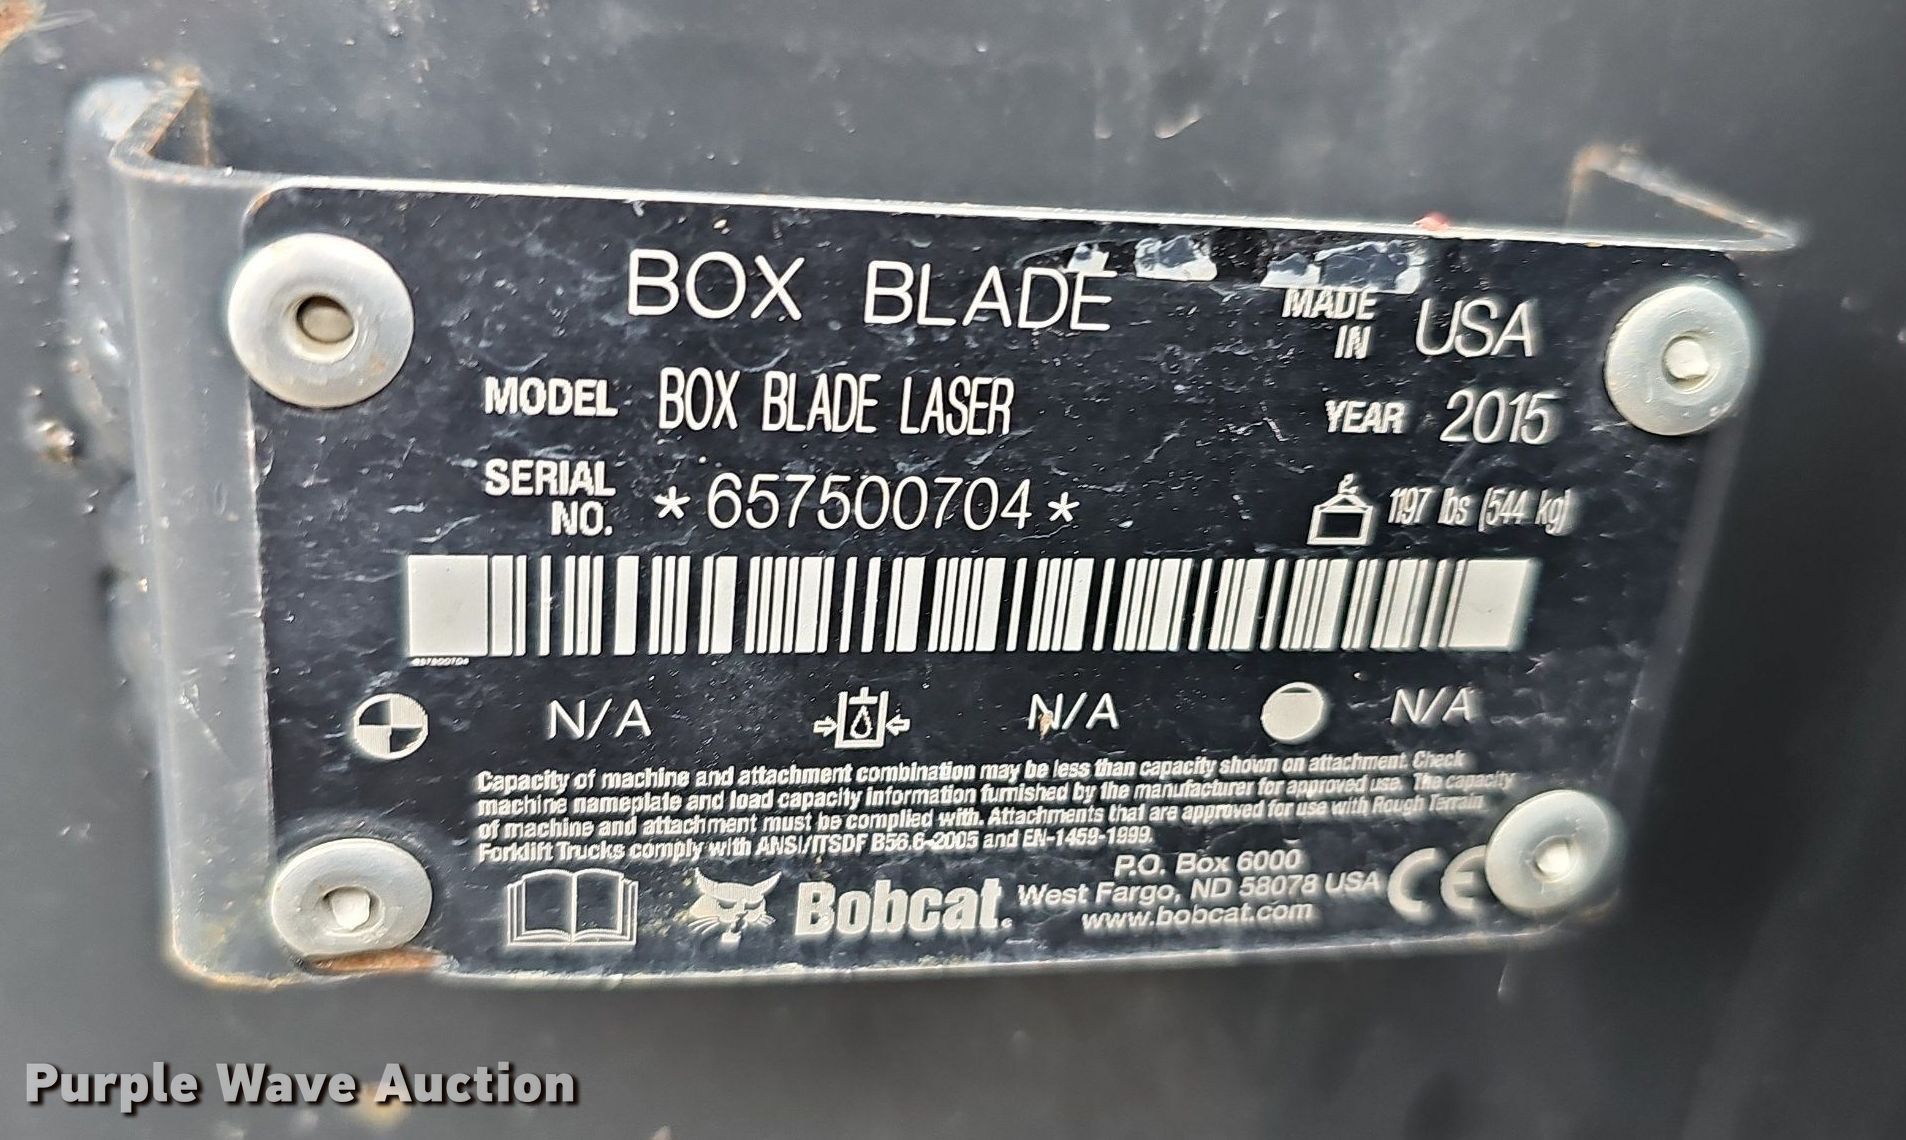 BOX BLADE
MADE IN USA
MODEL BOX BLADE LASER
YEAR 2015
SERIAL NO. *657500704*
1197 lbs (544 kg)
657500704
N/A N/A N/A
Capacity of machine and attachment combination may be less than capacity shown on attachment. Check
machine nameplate and load capacity information furnished by the manufacturer for approved use. The capacity
of machine and attachment must be complied with. Attachments that are approved for use with Rough Terrain
Forklift Trucks comply with ANSI/ITSDF B56.6-2005 and EN-1459-1999.
Bobcat.
P.O. Box 6000
West Fargo, ND 58078 USA
www.bobcat.com
CE
Purple Wave Auction